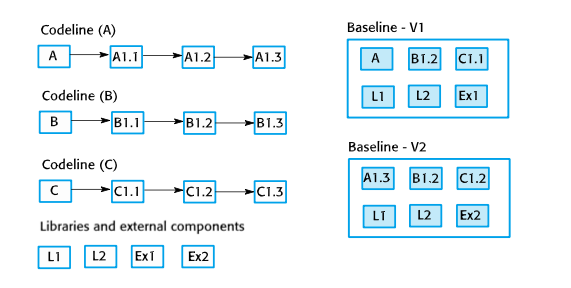 Codeline (A)
A A1.1 A1.2 A1.3
Codeline (B)
B B1.1 B1.2 B1.3
Codeline (C)
C C1.1 C1.2 C1.3
Libraries and external components
L1 L2 Ex1 Ex2
Baseline - V1
A B1.2 C1.1
L1 L2 Ex1
Baseline - V2
A1.3 B1.2 C1.2
L1 L2 Ex2